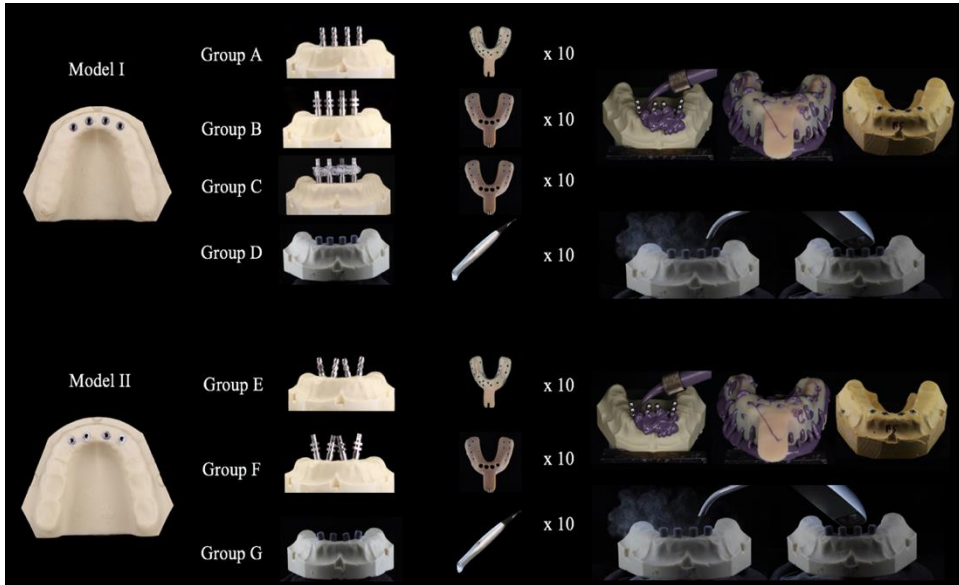 Model I
Group A
x 10
Group B
x 10
Group C
x 10
Group D
x 10
Model II
Group E
x 10
Group F
x 10
Group G
x 10